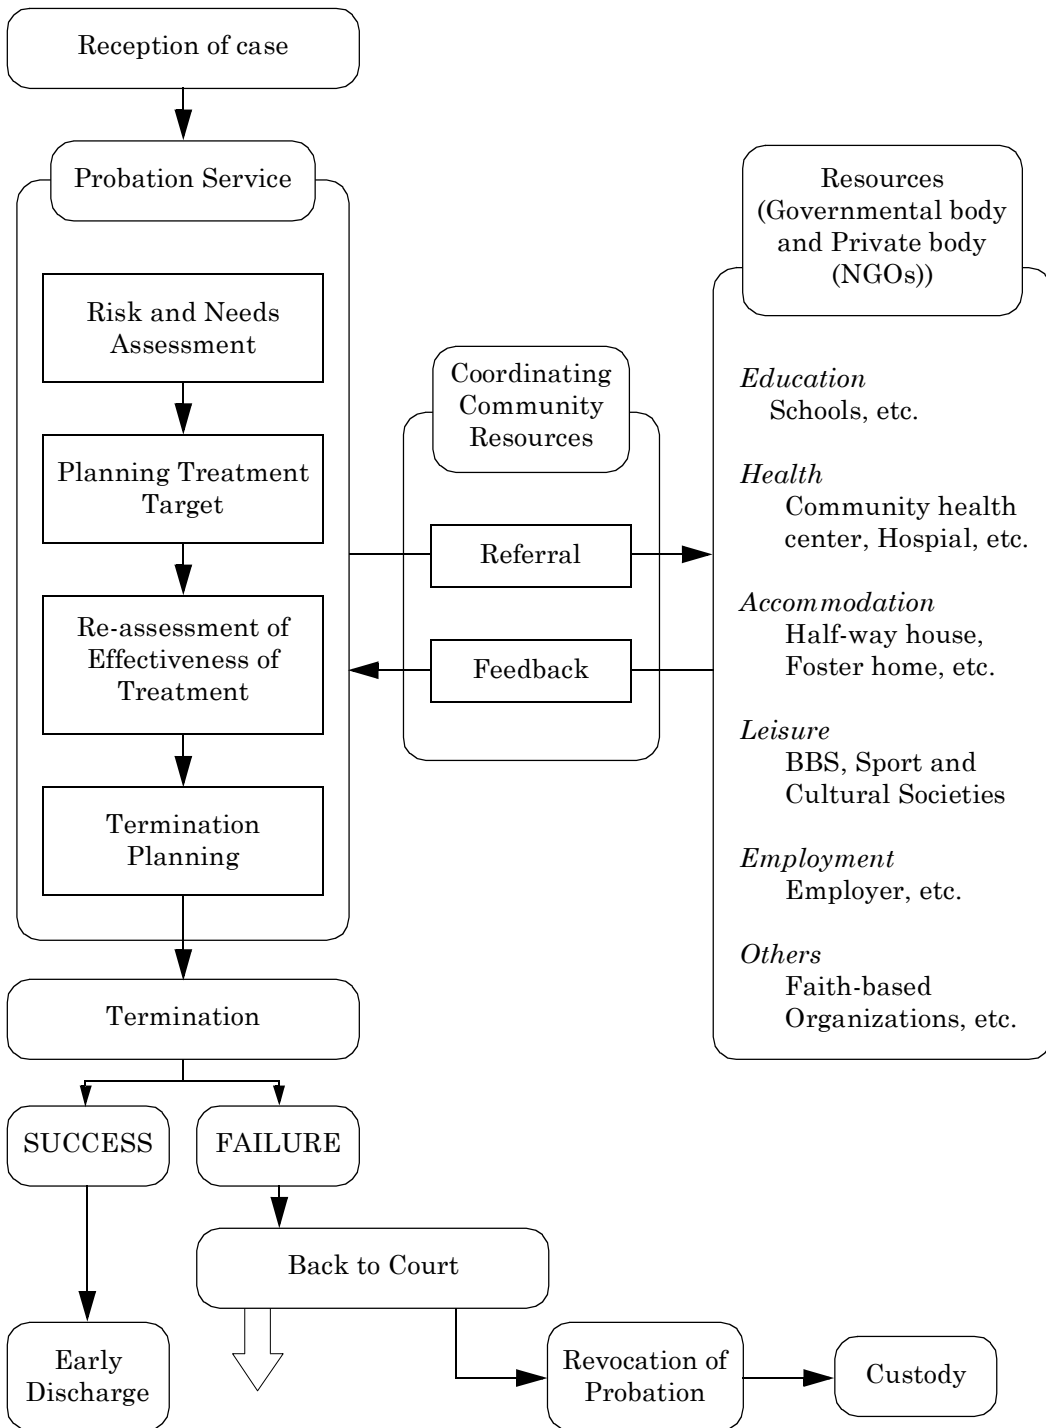 Reception of case
Probation Service
Risk and Needs
Assessment
Planning Treatment
Target
Re-assessment of
Effectiveness of
Treatment
Termination
Planning
Coordinating
Community
Resources
Referral
Feedback
Resources
(Governmental body
and Private body
(NGOs))
Education
Schools, etc.
Health
Community health
center, Hospial, etc.
Accommodation
Half-way house,
Foster home, etc.
Leisure
BBS, Sport and
Cultural Societies
Employment
Employer, etc.
Others
Faith-based
Organizations, etc.
Termination
SUCCESS
FAILURE
Back to Court
Early
Discharge
Revocation of
Probation
Custody